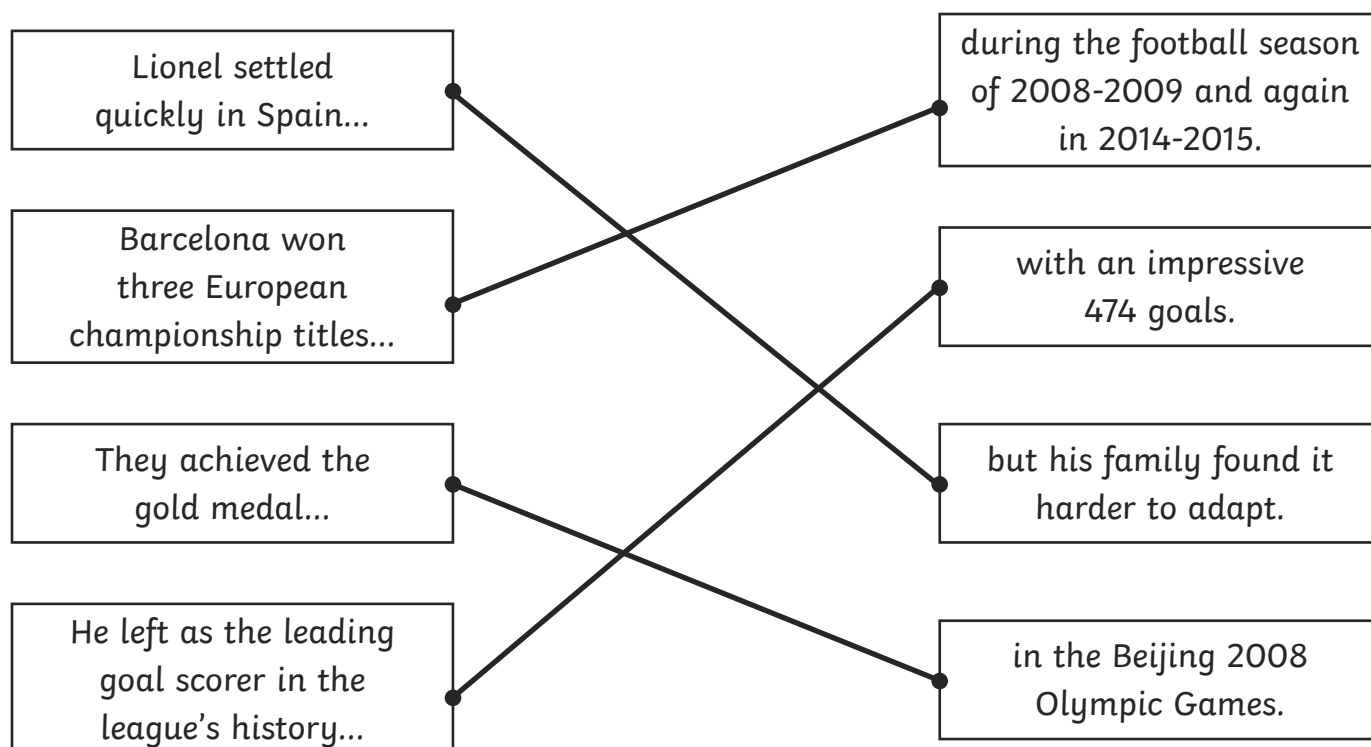 Lionel settled
quickly in Spain...
Barcelona won
three European
championship titles...
They achieved the
gold medal...
He left as the leading
goal scorer in the
league's history...
during the football season
of 2008-2009 and again
in 2014-2015.
with an impressive
474 goals.
but his family found it
harder to adapt.
in the Beijing 2008
Olympic Games.